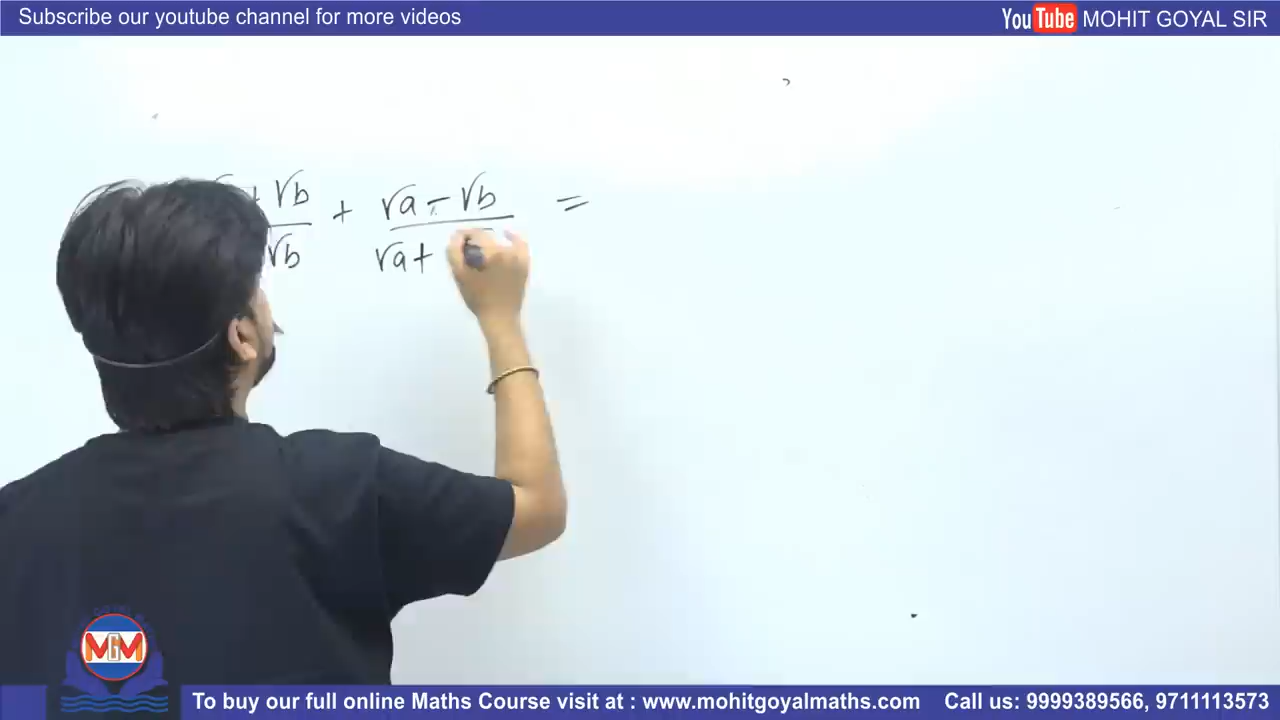 Subscribe our youtube channel for more videos
YouTube MOHIT GOYAL SIR
+ √b + √a - √b =
√b √a +
MGM
To buy our full online Maths Course visit at : www.mohitgoyalmaths.com Call us: 9999389566, 9711113573